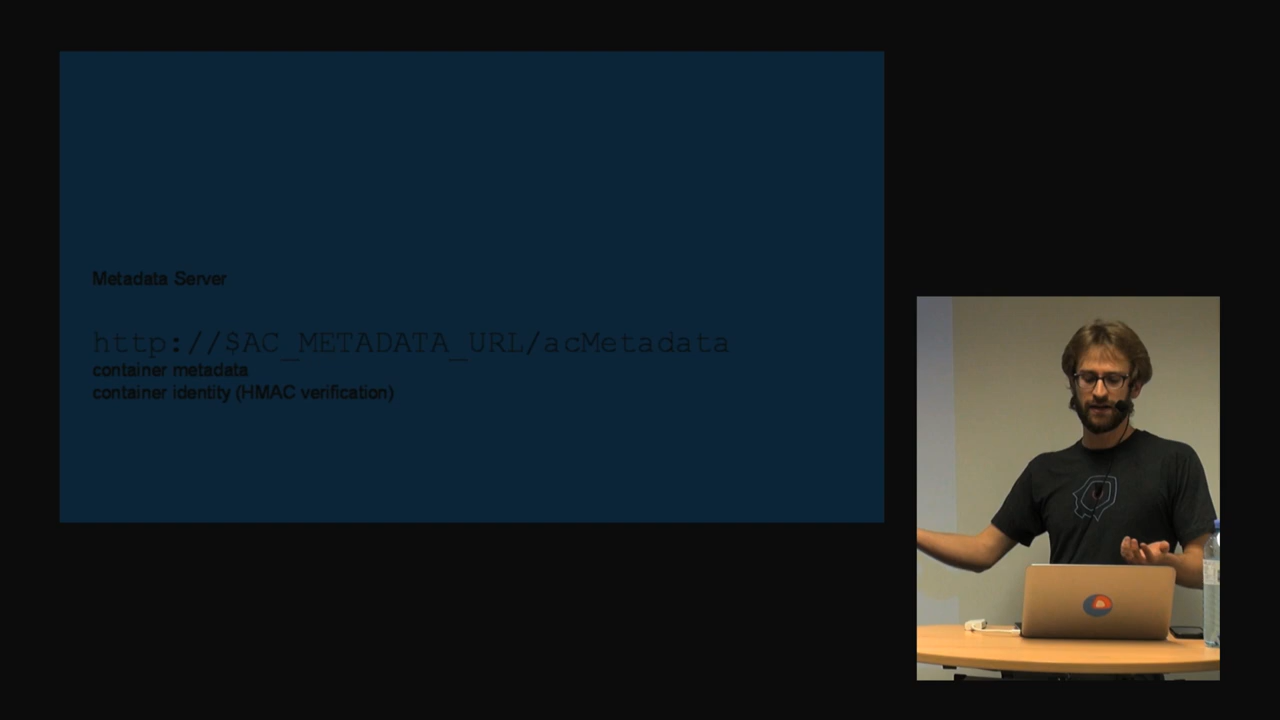 Metadata Server
http://$AC_METADATA_URL/acMetadata
container metadata
container identity (HMAC verification)